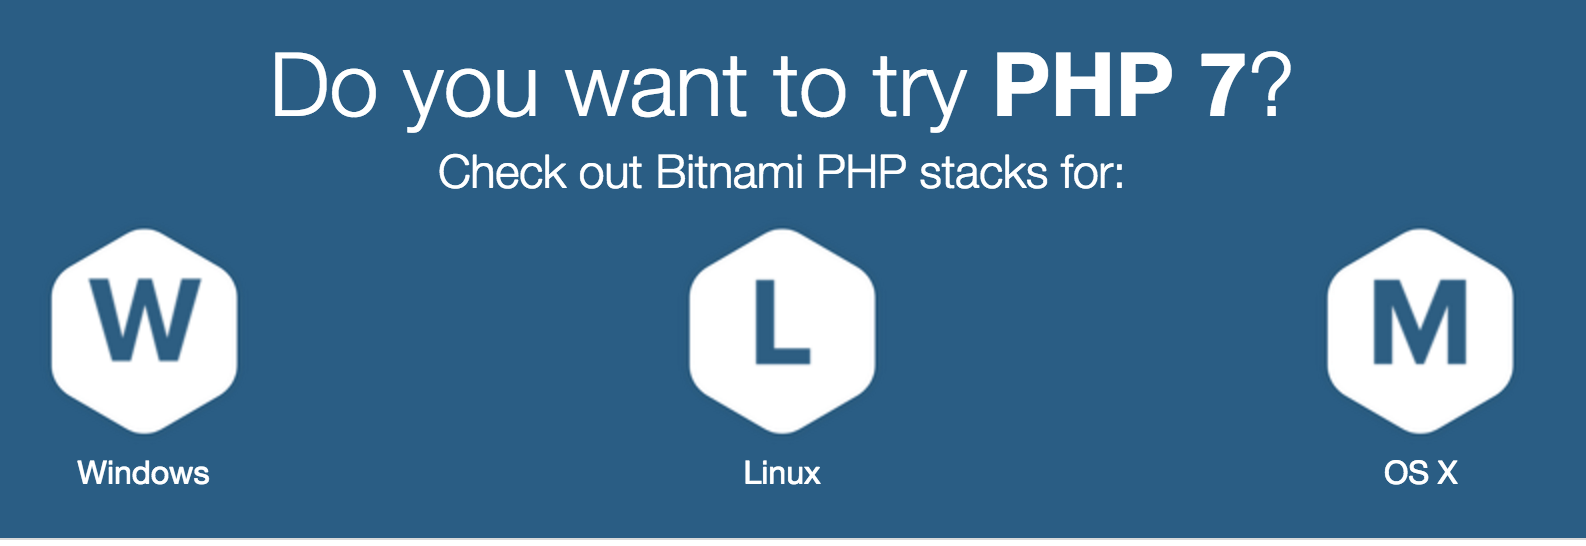 Do you want to try PHP 7?
Check out Bitnami PHP stacks for:
W L M
Windows Linux OS X